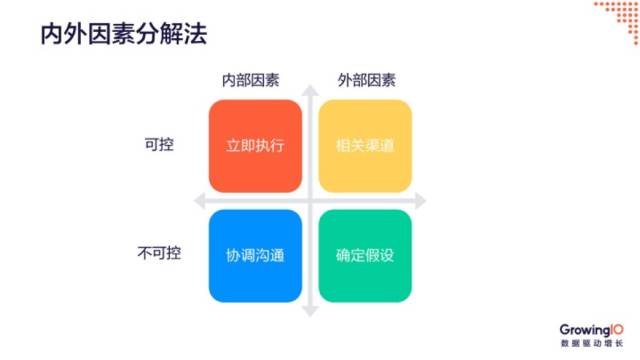 内外因素分解法
内部因素 外部因素
可控 立即执行 相关渠道
不可控 协调沟通 确定假设
GrowingIO
数据驱动增长